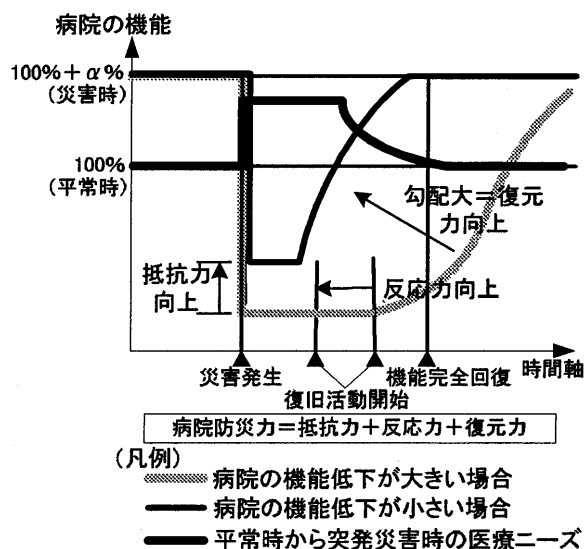 病院の機能
100%+α%
(災害時)
100%
(平常時)
勾配大=復元
力向上
抵抗力
向上
反応力向上
災害発生
機能完全回復
時間軸
復旧活動開始
病院防災力=抵抗力+反応力+復元力
(凡例)
病院の機能低下が大きい場合
病院の機能低下が小さい場合
平常時から突発災害時の医療ニーズ